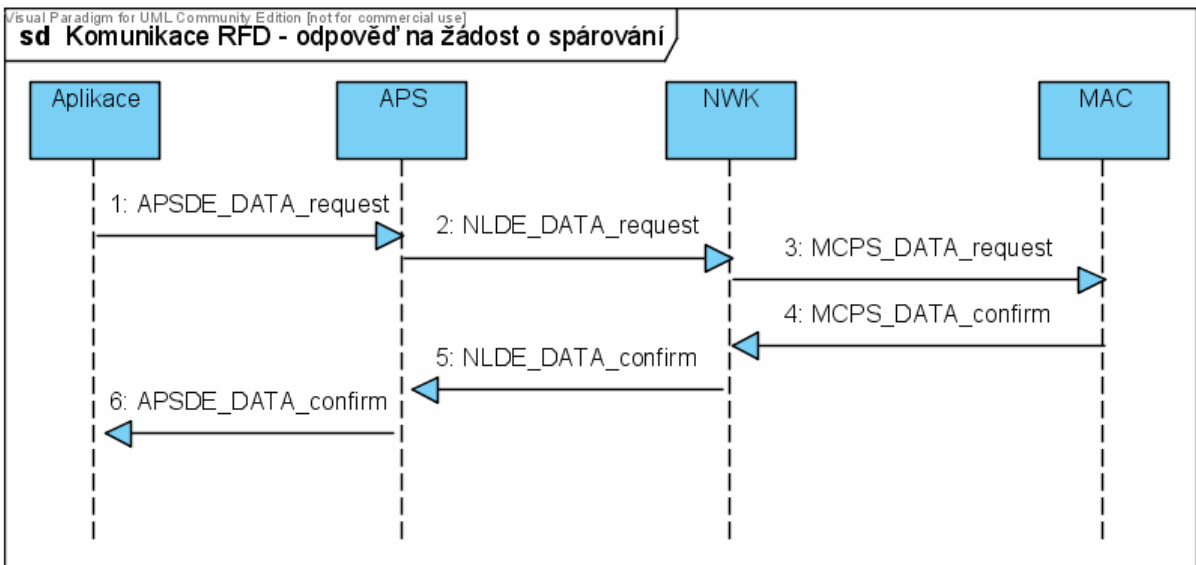 Visual Paradigm for UML Community Edition [not for commercial use]
sd Komunikace RFD - odpověď na žádost o spárování
Aplikace APS NWK MAC
1: APSDE_DATA_request
2: NLDE_DATA_request
3: MCPS_DATA_request
4: MCPS_DATA_confirm
5: NLDE_DATA_confirm
6: APSDE_DATA_confirm